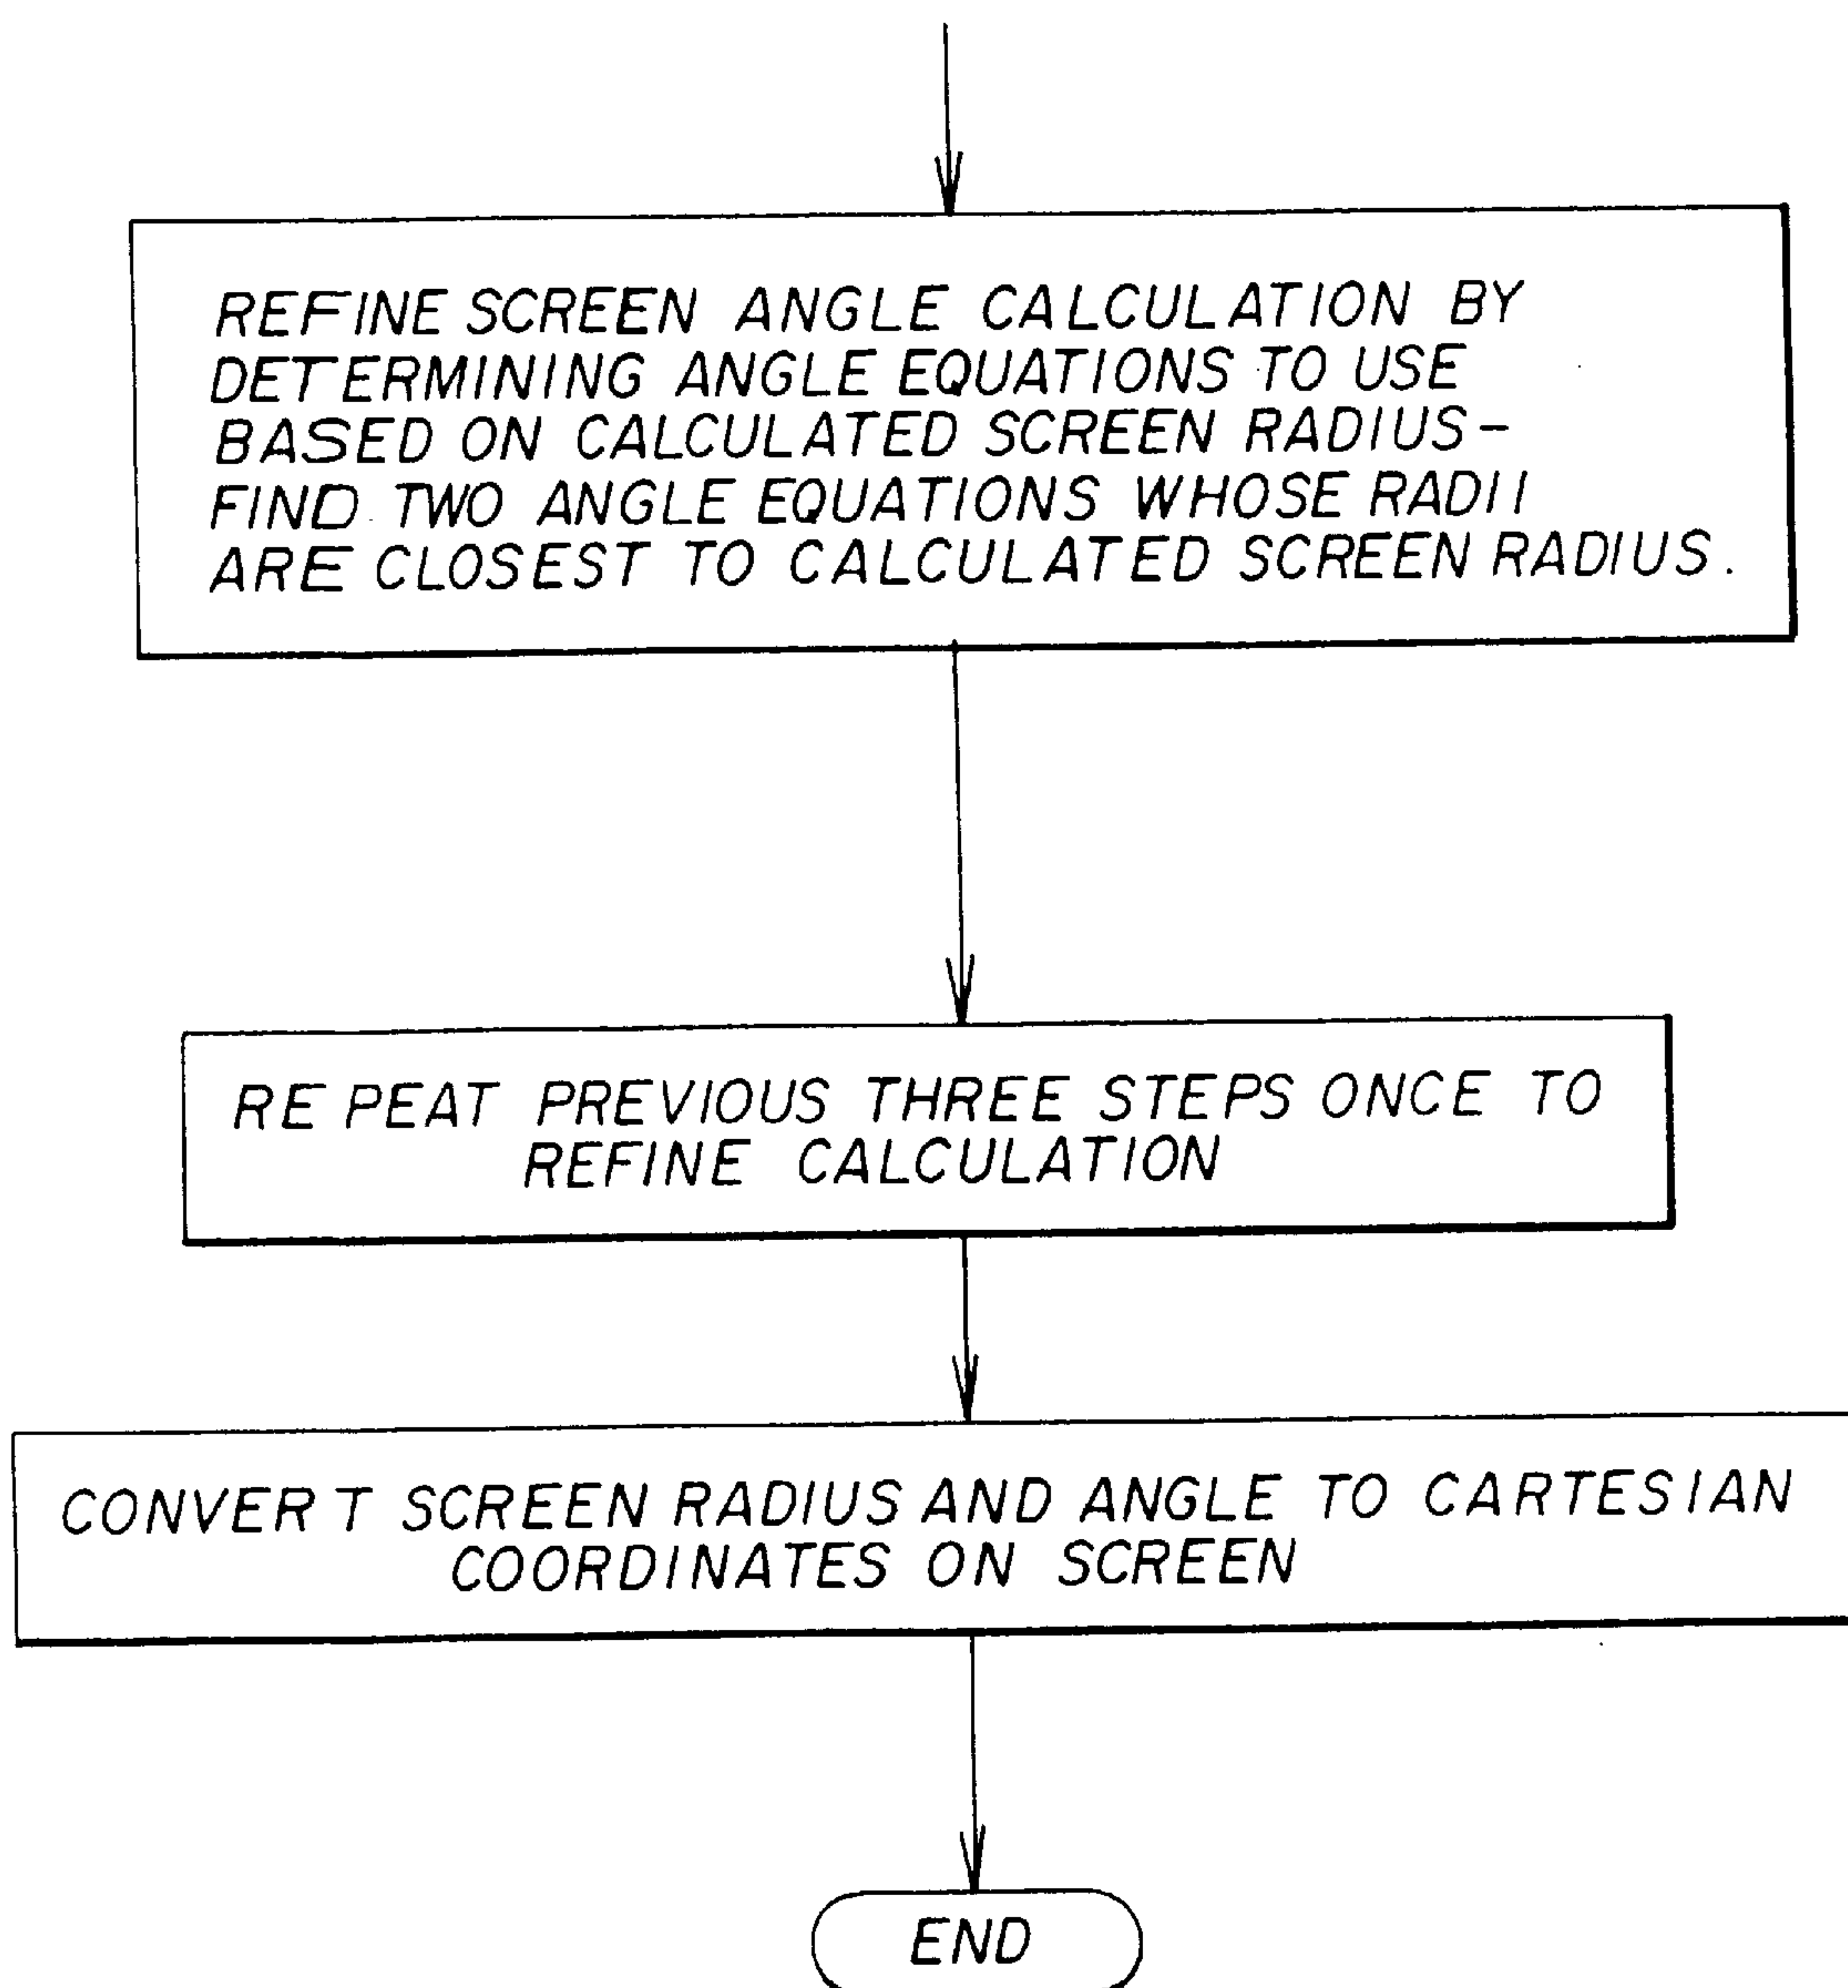 REFINE SCREEN ANGLE CALCULATION BY
DETERMINING ANGLE EQUATIONS TO USE
BASED ON CALCULATED SCREEN RADIUS-
FIND TWO ANGLE EQUATIONS WHOSE RADII
ARE CLOSEST TO CALCULATED SCREEN RADIUS.
REPEAT PREVIOUS THREE STEPS ONCE TO
REFINE CALCULATION
CONVERT SCREEN RADIUS AND ANGLE TO CARTESIAN
COORDINATES ON SCREEN
END